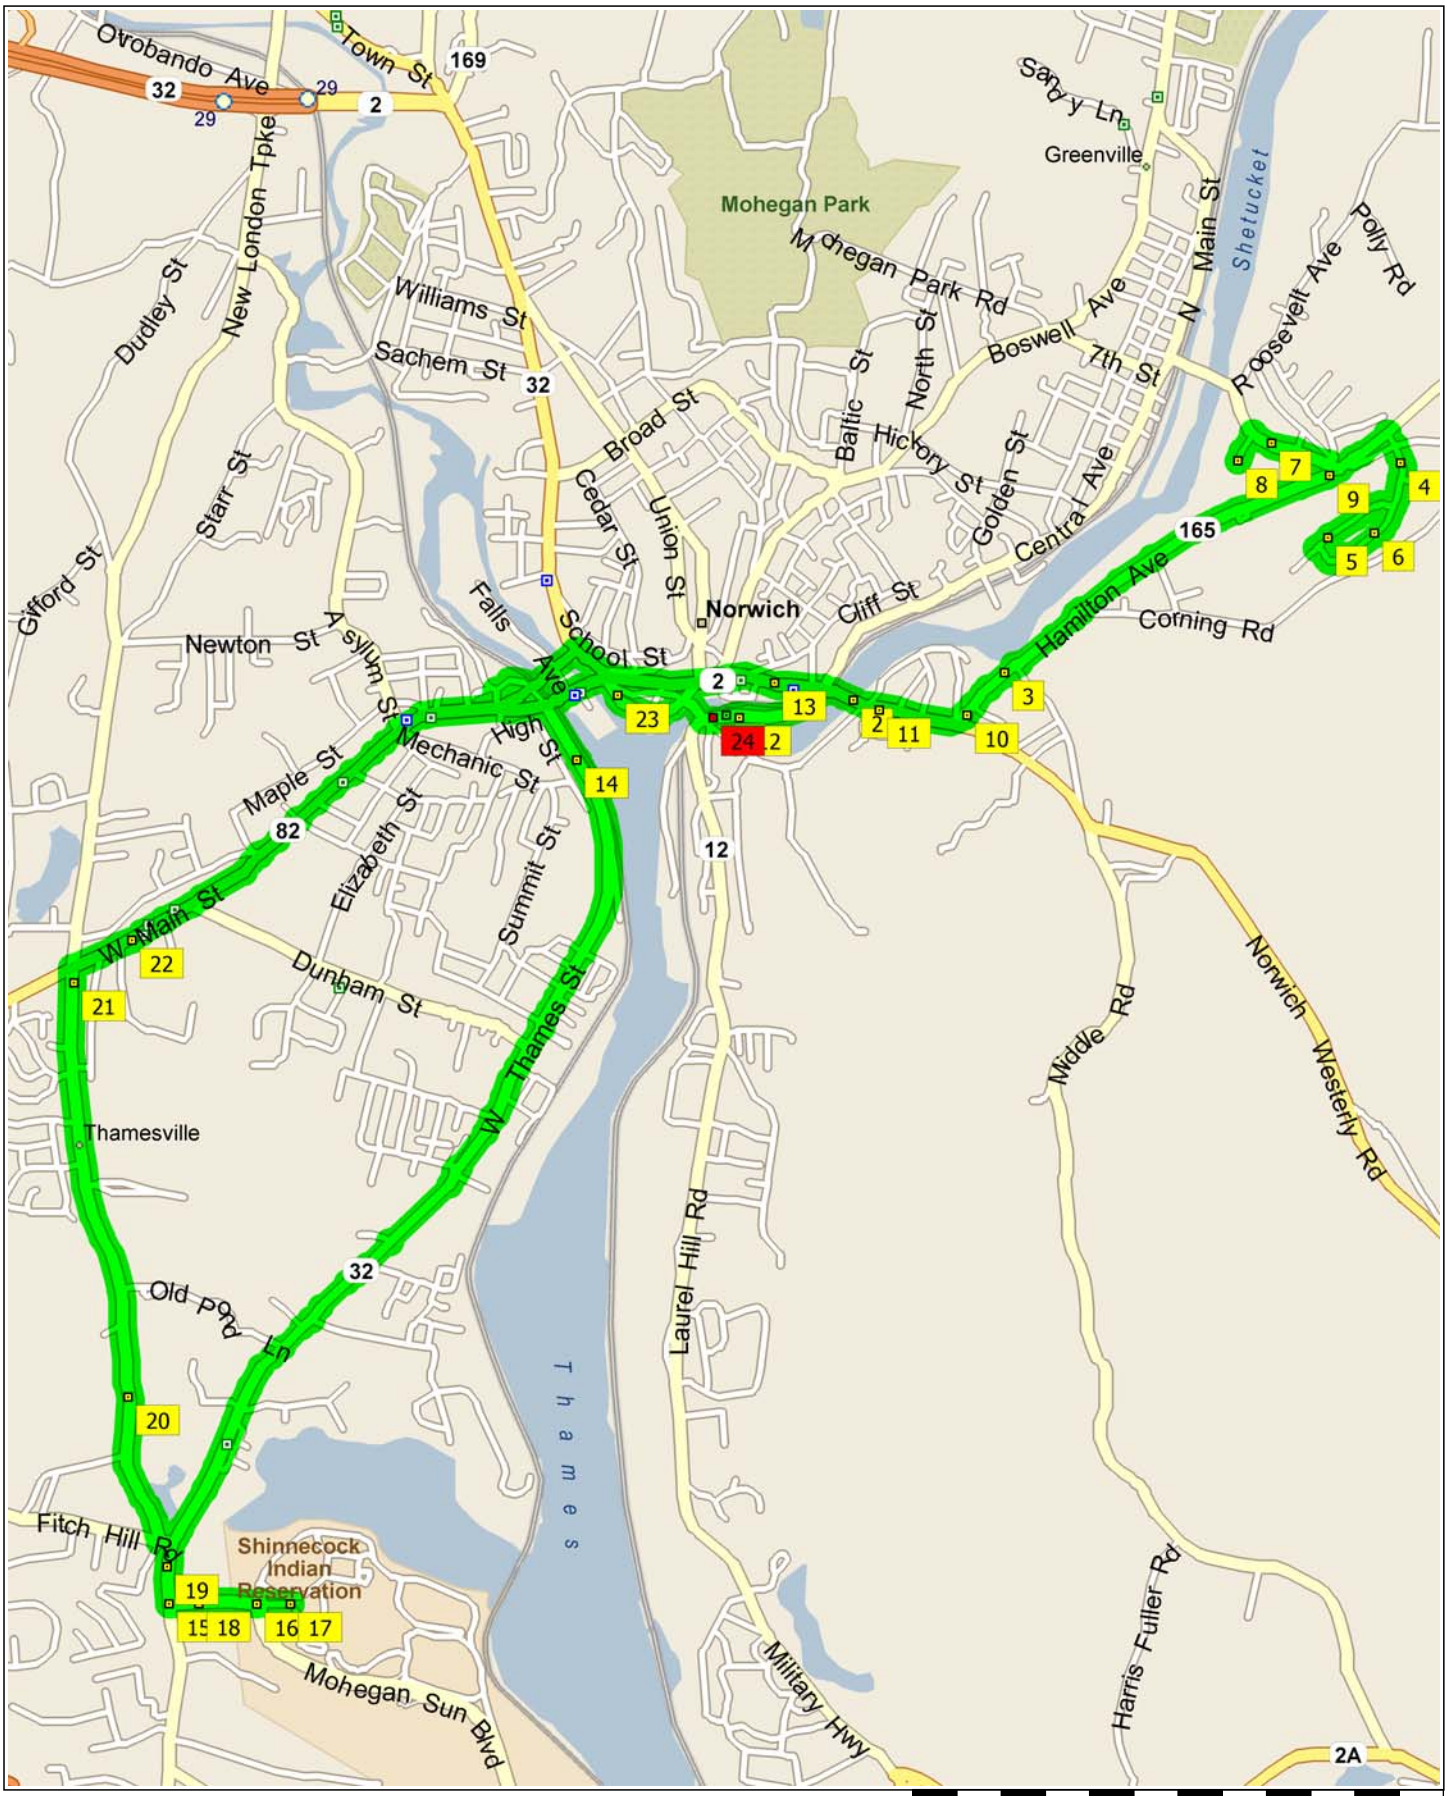 Otrobando Ave
Town St
169
32
29
29
2
Sandy Ln
Greenville
Shetucket
Main St
N
New London Tpke
Mohegan Park
Mohegan Park Rd
Polly Rd
Roosevelt Ave
Dudley St
Williams St
Sachem St
32
Boswell Ave
7th St
North St
Baltic St
Broad St
Hickory St
Golden St
Central Ave
Starr St
Cedar St
Union St
7
8
9
4
165
5
6
Gifford St
Falls
Ave
Asylum St
Newton St
School St
Norwich
Cliff St
Hamilton Ave
Corning Rd
2
3
13
23
2
11
10
24
12
High St
Mechanic St
14
Maple St
82
Elizabeth St
Summit St
12
W Main St
22
21
Dunham St
W Thames St
Norwich Westerly Rd
Middle Rd
Thamesville
Laurel Hill Rd
32
Old Pond Ln
Thames
20
Fitch Hill Rd
Shinnecock
Indian
Reservation
19
15
18
16
17
Mohegan Sun Blvd
Military Hwy
Harris Fuller Rd
2A